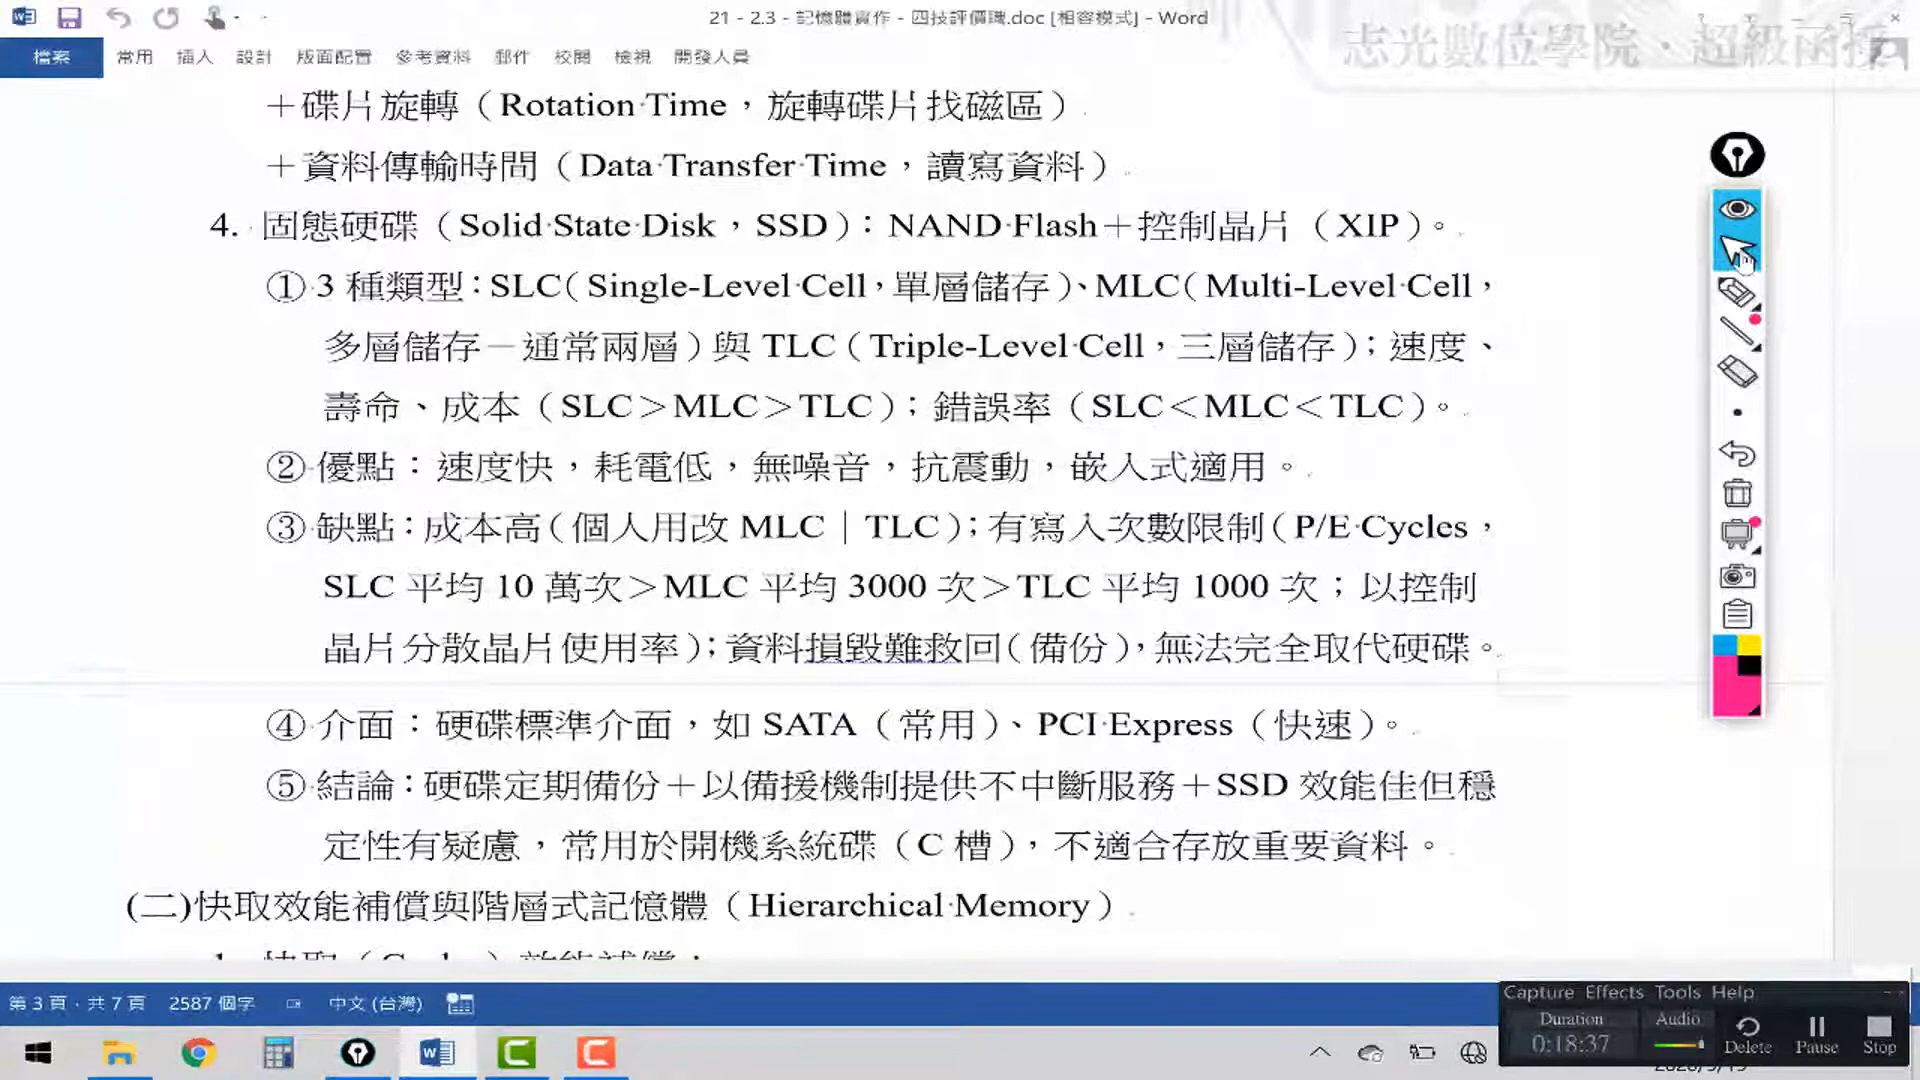 21 - 2.3 - 記憶體實作 - 四技評價職.doc [相容模式] - Word
志光數位學院・超級函授
檔案 常用 插入 設計 版面配置 參考資料 郵件 校閱 檢視 開發人員
＋碟片旋轉（Rotation Time，旋轉碟片找磁區）
＋資料傳輸時間（Data Transfer Time，讀寫資料）
4. 固態硬碟（Solid State Disk，SSD）：NAND Flash＋控制晶片（XIP）。
① 3 種類型：SLC（Single-Level Cell，單層儲存）、MLC（Multi-Level Cell，
多層儲存－通常兩層）與 TLC（Triple-Level Cell，三層儲存）；速度、
壽命、成本（SLC＞MLC＞TLC）；錯誤率（SLC＜MLC＜TLC）。
② 優點：速度快，耗電低，無噪音，抗震動，嵌入式適用。
③ 缺點：成本高（個人用改 MLC｜TLC）；有寫入次數限制（P/E Cycles，
SLC 平均 10 萬次＞MLC 平均 3000 次＞TLC 平均 1000 次；以控制
晶片分散晶片使用率）；資料損毀難救回（備份），無法完全取代硬碟。
④ 介面：硬碟標準介面，如 SATA（常用）、PCI Express（快速）。
⑤ 結論：硬碟定期備份＋以備援機制提供不中斷服務＋SSD 效能佳但穩
定性有疑慮，常用於開機系統碟（C 槽），不適合存放重要資料。
(二)快取效能補償與階層式記憶體（Hierarchical Memory）
第 3 頁，共 7 頁 2587 個字 中文 (台灣)
Capture Effects Tools Help
Duration Audio
0:18:37 Delete Pause Stop